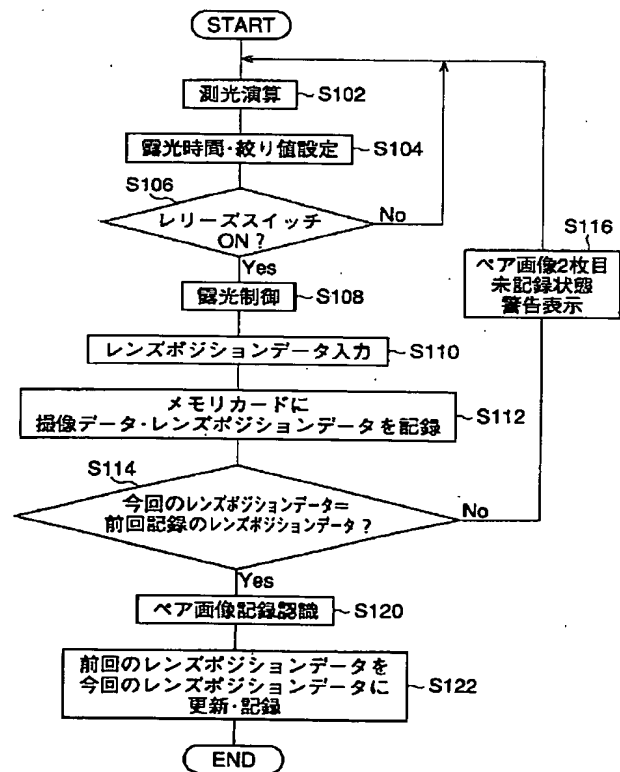 START
測光演算
S102
露光時間・絞り値設定
S104
S106
レリーズスイッチ
ON？
No
Yes
S116
ペア画像2枚目
未記録状態
警告表示
露光制御
S108
レンズポジションデータ入力
S110
メモリカードに
撮像データ・レンズポジションデータを記録
S112
S114
今回のレンズポジションデータ＝
前回記録のレンズポジションデータ？
No
Yes
ペア画像記録認識
S120
前回のレンズポジションデータを
今回のレンズポジションデータに
更新・記録
S122
END